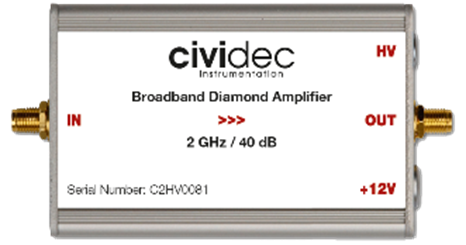 cividec
HV
Instrumentation
Broadband Diamond Amplifier
IN
>>>
OUT
2 GHz / 40 dB
Serial Number: C2HV0081
+12V